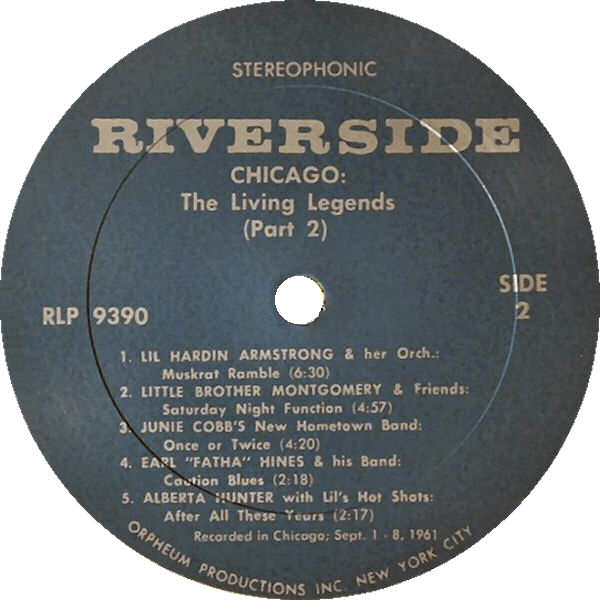 STEREOPHONIC
RIVERSIDE
CHICAGO:
The Living Legends
(Part 2)
SIDE
2
RLP 9390
1. LIL HARDIN ARMSTRONG & her Orch.:
Muskrat Ramble (6:30)
2. LITTLE BROTHER MONTGOMERY & Friends:
Saturday Night Function (4:57)
3. JUNIE COBB'S New Hometown Band:
Once or Twice (4:20)
4. EARL "FATHA" HINES & his Band:
Caution Blues (2:18)
5. ALBERTA HUNTER with Lil's Hot Shots:
After All These Years (2:17)
Recorded in Chicago; Sept. 1 - 8, 1961
ORPHEUM PRODUCTIONS INC. NEW YORK CITY